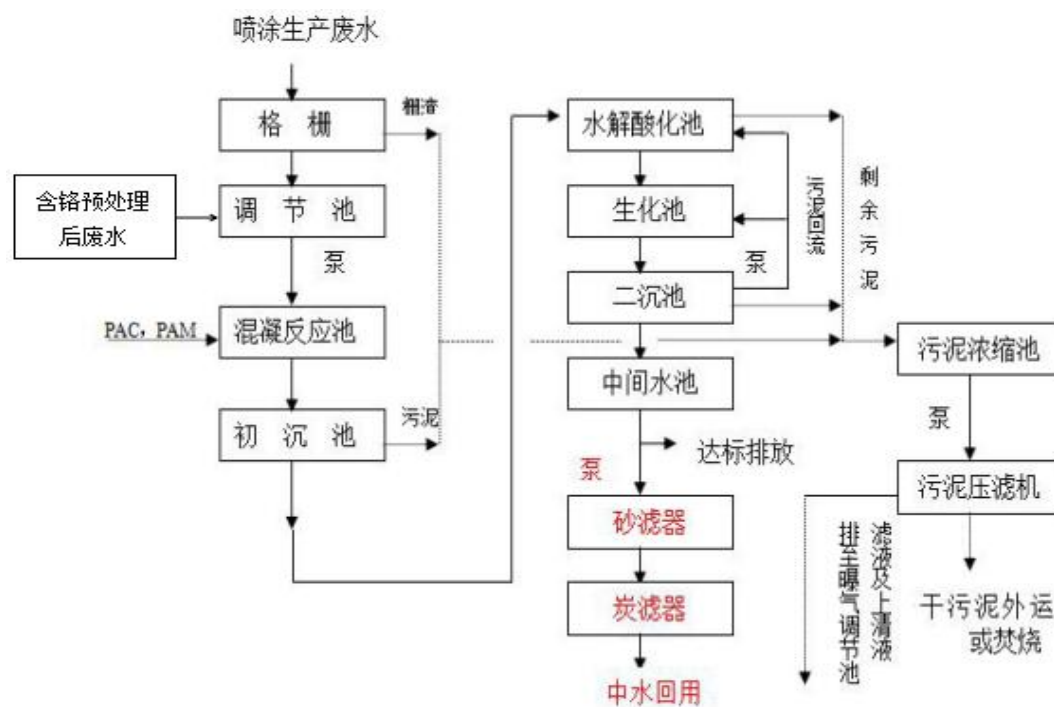 喷涂生产废水
格栅
栅渣
含铬预处理
后废水
调节池
泵
PAC, PAM
混凝反应池
初沉池
污泥
水解酸化池
生化池
泵
污泥回流
剩余污泥
二沉池
中间水池
达标排放
泵
砂滤器
炭滤器
中水回用
污泥浓缩池
泵
污泥压滤机
滤液及上清液
排至曝气调节池
干污泥外运
或焚烧